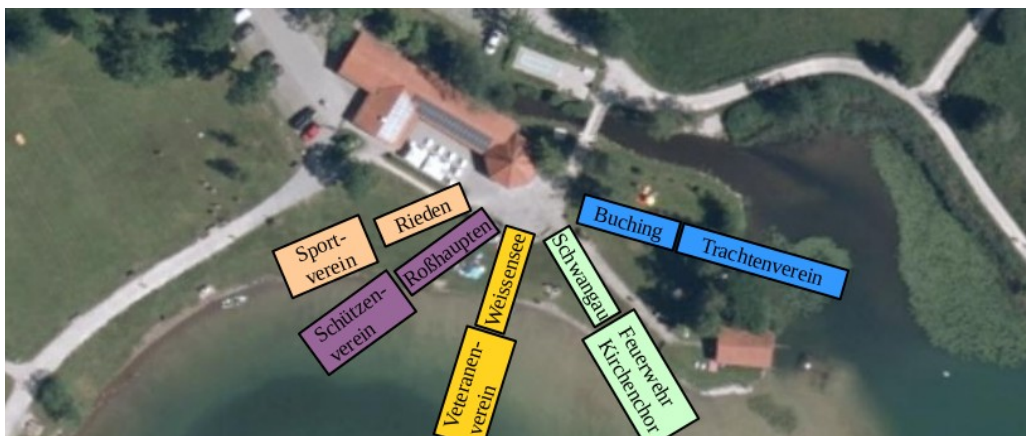 Rieden
Sport-
verein
Roßhaupten
Schützen-
verein
Weissensee
Veteranen-
verein
Schwangau
Feuerwehr
Kirchenchor
Buching
Trachtenverein